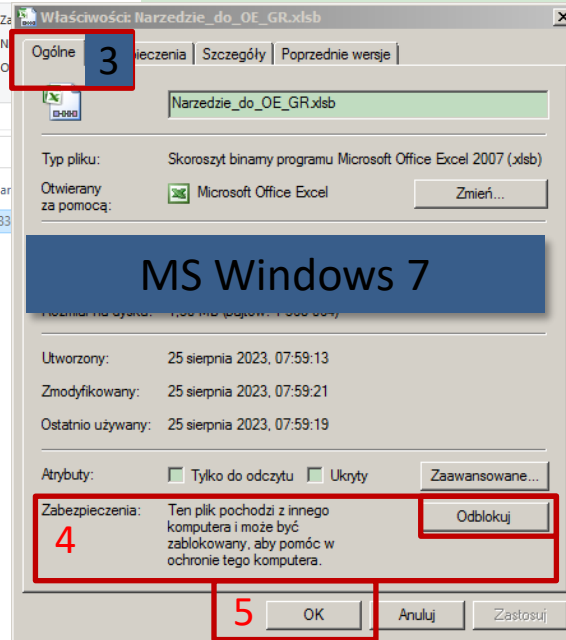 Właściwości: Narzedzie_do_OE_GR.xlsb
Ogólne 3 ieczenia Szczegóły Poprzednie wersje
Narzedzie_do_OE_GR.xlsb
Typ pliku: Skoroszyt binarny programu Microsoft Office Excel 2007 (.xlsb)
Otwierany za pomocą: Microsoft Office Excel Zmień...
MS Windows 7
Utworzony: 25 sierpnia 2023, 07:59:13
Zmodyfikowany: 25 sierpnia 2023, 07:59:21
Ostatnio używany: 25 sierpnia 2023, 07:59:19
Atrybuty: Tylko do odczytu Ukryty Zaawansowane...
Zabezpieczenia: Ten plik pochodzi z innego
komputera i może być
zablokowany, aby pomóc w
ochronie tego komputera.
Odblokuj
4
5 OK Anuluj Zastosuj